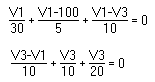 V1/30 + V1-100/5 + V1-V3/10 = 0
V3-V1/10 + V3/10 + V3/20 = 0